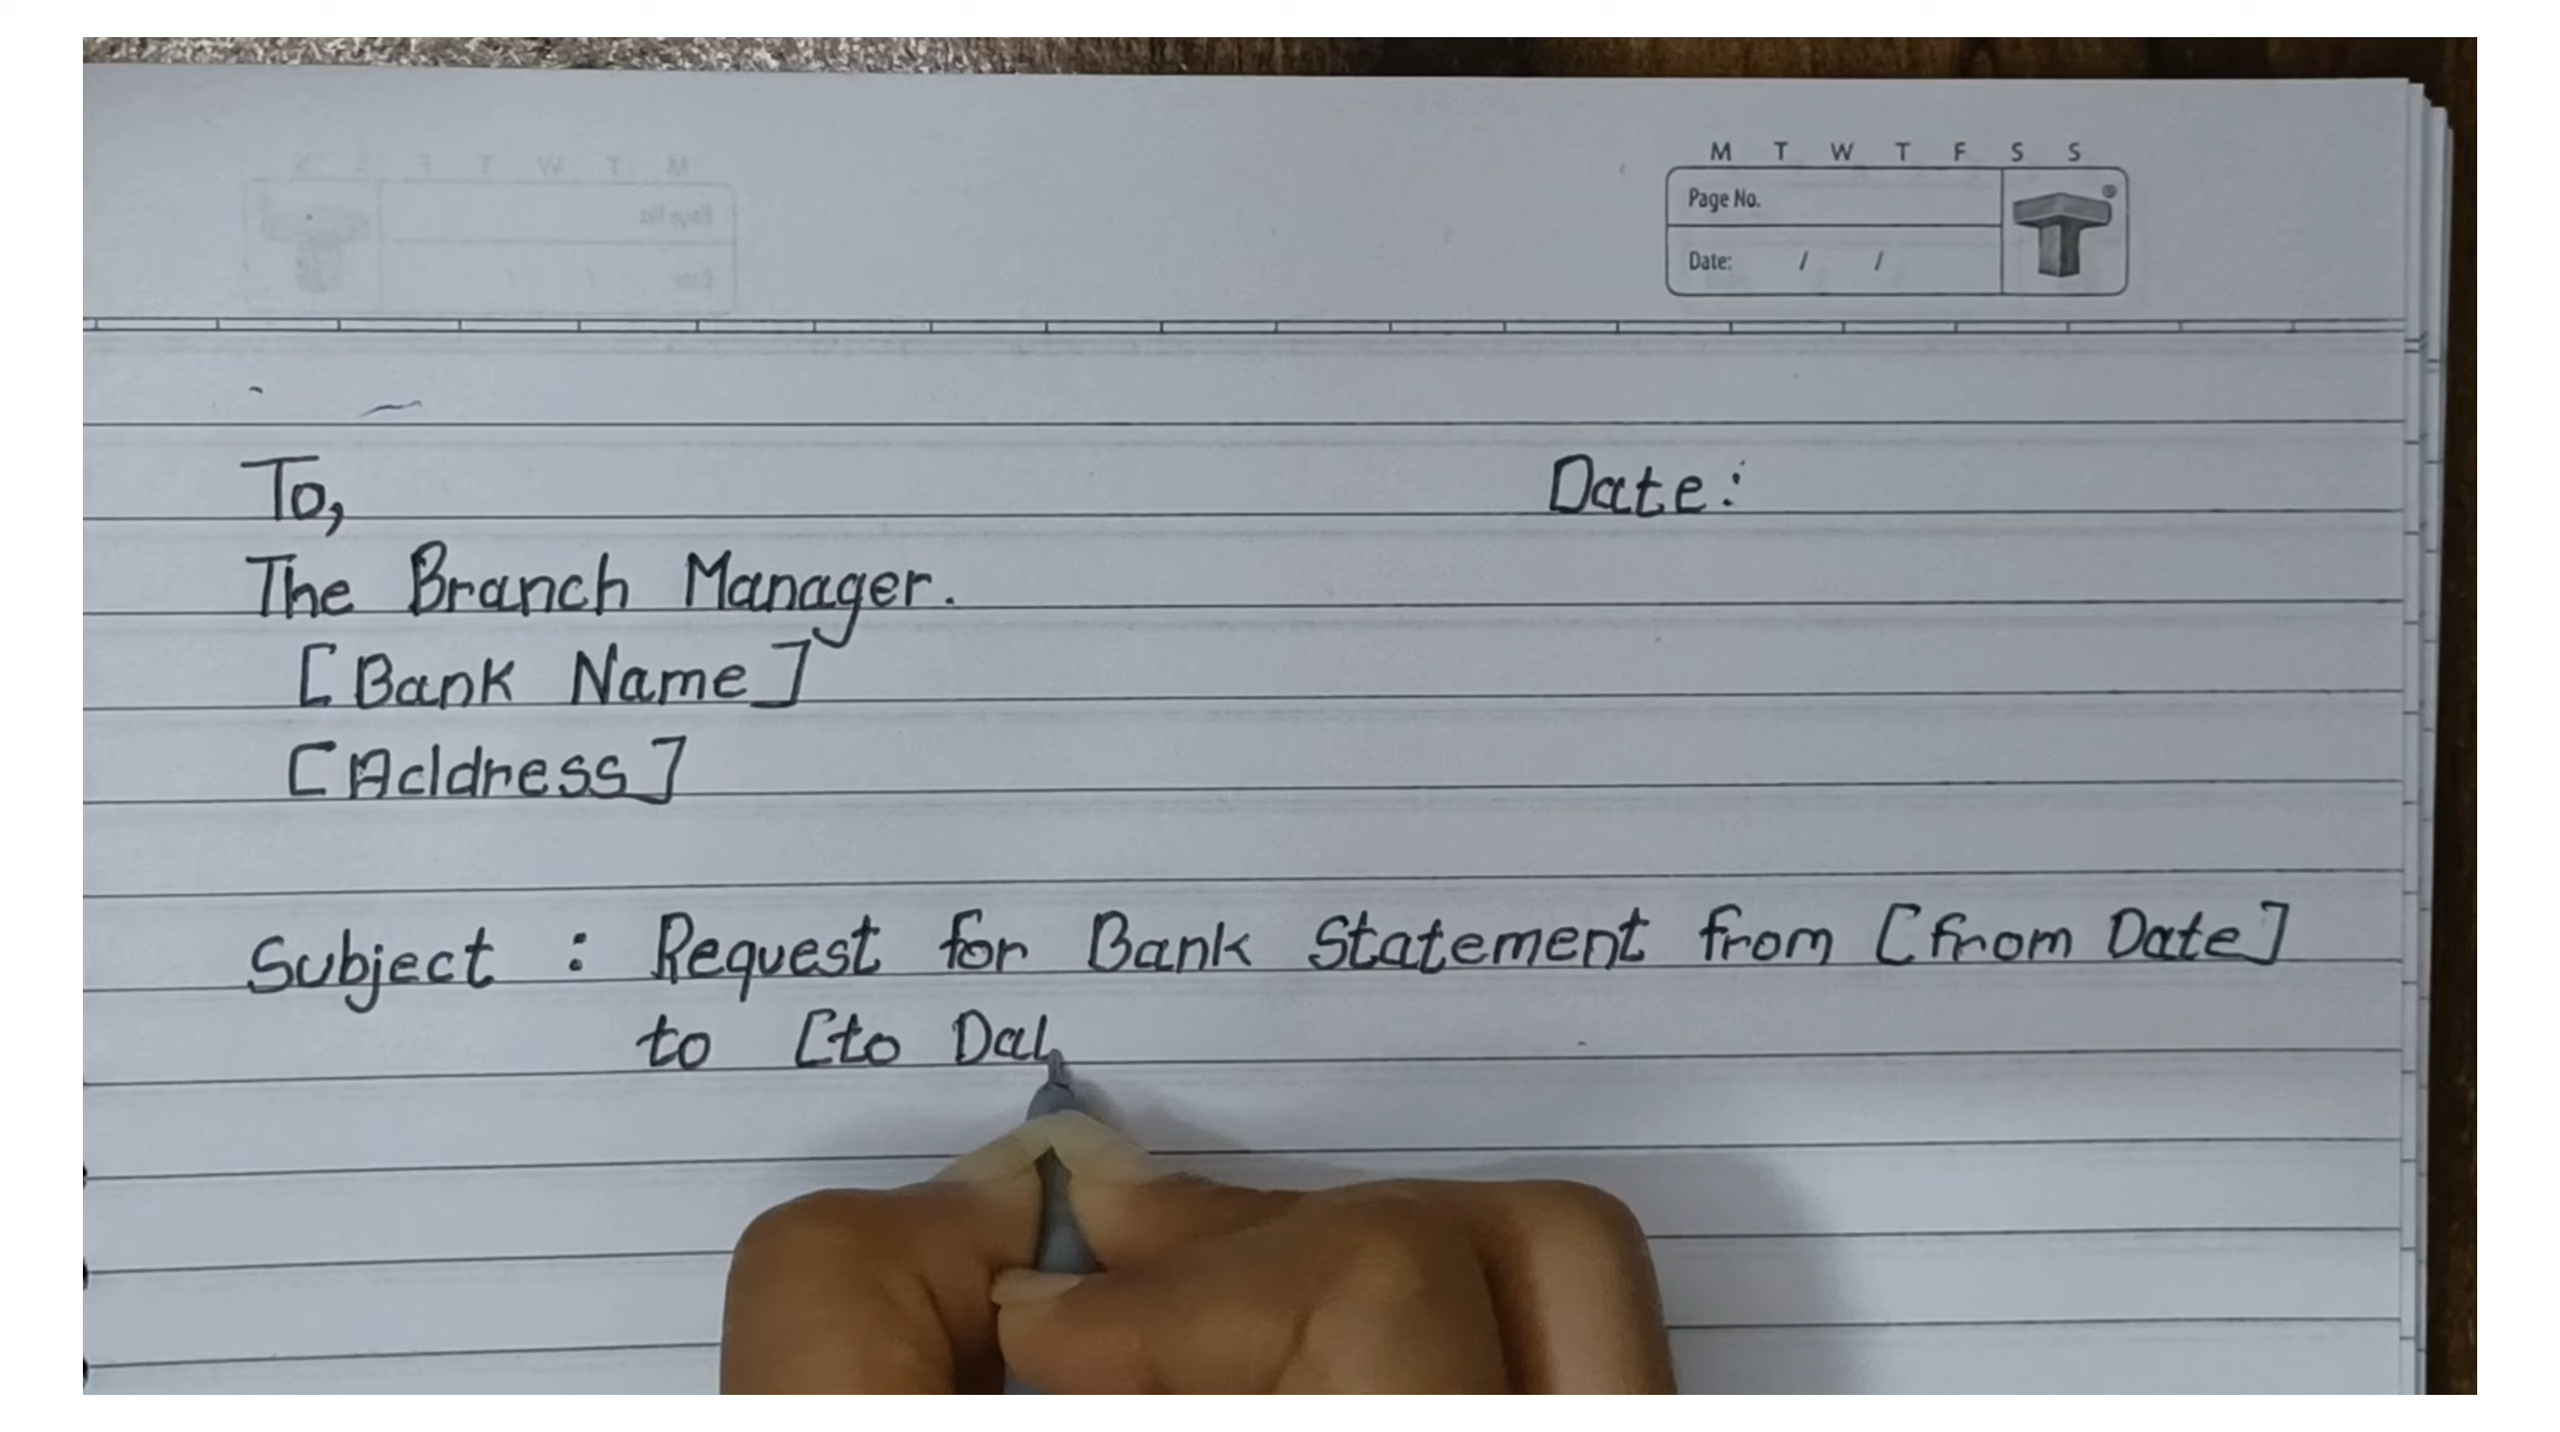 M T W T F S S
Page No.
Date: / /
To, Date:
The Branch Manager.
[Bank Name]
[Address]
Subject : Request for Bank Statement from [from Date]
to [to Dat